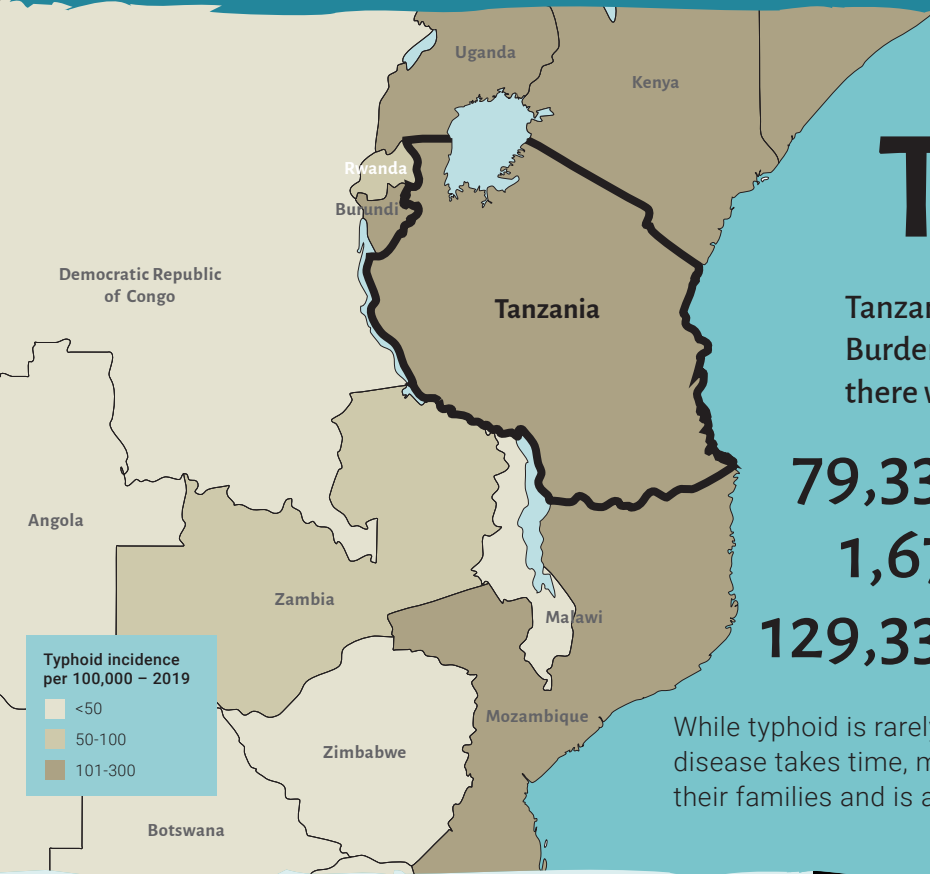 Uganda
Kenya
Rwanda
Burundi
Democratic Republic
of Congo
Tanzania
Burde
there
79,33
1,67
129,33
Angola
Zambia
Malawi
Typhoid incidence
per 100,000 – 2019
<50
50-100
101-300
Mozambique
Zimbabwe
Botswana
While typhoid is rarel
disease takes time, m
their families and is a